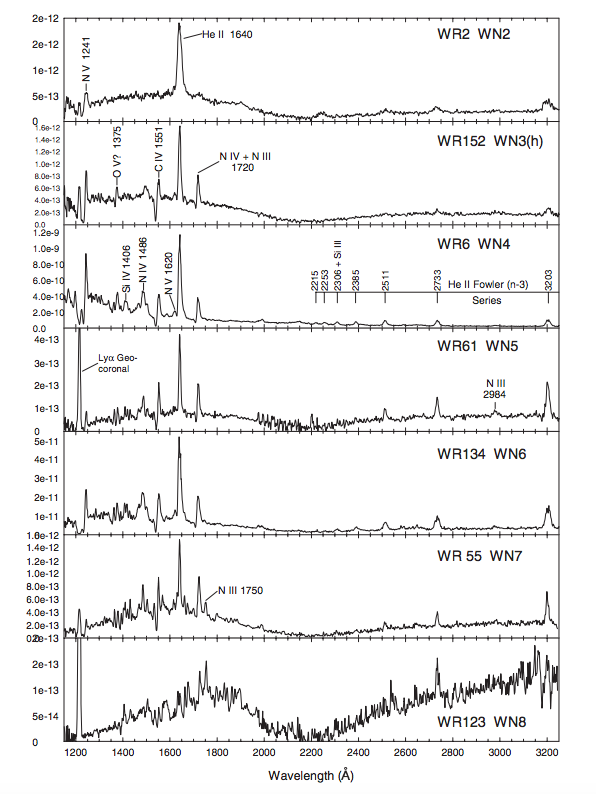 2e-12
2e-12
1e-12
5e-13
0
N V 1241
He II 1640
WR2 WN2
1.6e-12
1.4e-12
1.2e-12
1.0e-12
8.0e-13
6.0e-13
4.0e-13
2.0e-13
0.0
O V? 1375
C IV 1551
N IV + N III
1720
WR152 WN3(h)
1.2e-9
1.0e-9
8.0e-10
6.0e-10
4.0e-10
2.0e-10
0.0
Si IV 1406
N IV 1486
N V 1620
WR6 WN4
2215
2253
2306 + Si III
2385
2511
2733
He II Fowler (n-3)
Series
3203
4e-13
3e-13
2e-13
1e-13
0
Lyα Geo-
coronal
WR61 WN5
N III
2984
5e-11
4e-11
3e-11
2e-11
1e-11
WR134 WN6
1.6e-12
1.4e-12
1.2e-12
1.0e-12
8.0e-13
6.0e-13
4.0e-13
2.0e-13
N III 1750
WR 55 WN7
2e-13
1e-13
5e-14
0
WR123 WN8
1200 1400 1600 1800 2000 2200 2400 2600 2800 3000 3200
Wavelength (Å)